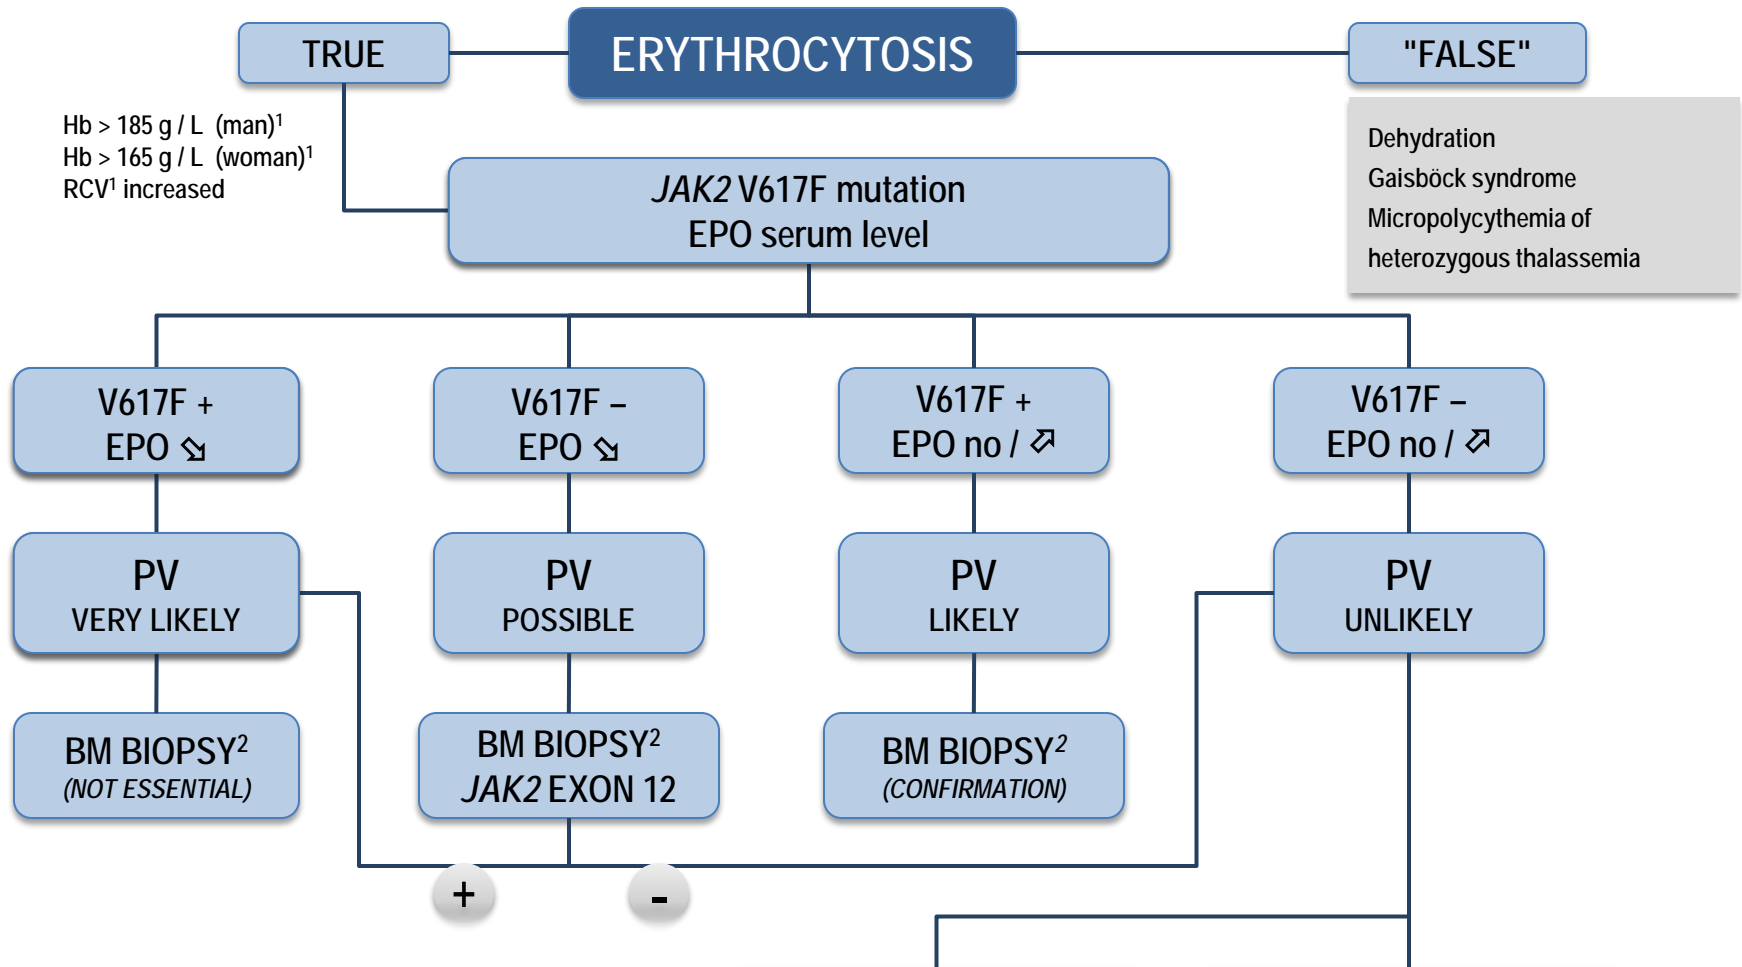 TRUE
ERYTHROCYTOSIS
"FALSE"
Hb > 185 g / L (man)¹
Hb > 165 g / L (woman)¹
RCV¹ increased
Dehydration
Gaisböck syndrome
Micropolycythemia of
heterozygous thalassemia
JAK2 V617F mutation
EPO serum level
V617F +
EPO ⬂
V617F –
EPO ⬂
V617F +
EPO no / ⬀
V617F –
EPO no / ⬀
PV
VERY LIKELY
PV
POSSIBLE
PV
LIKELY
PV
UNLIKELY
BM BIOPSY²
(NOT ESSENTIAL)
BM BIOPSY²
JAK2 EXON 12
BM BIOPSY²
(CONFIRMATION)
+
-